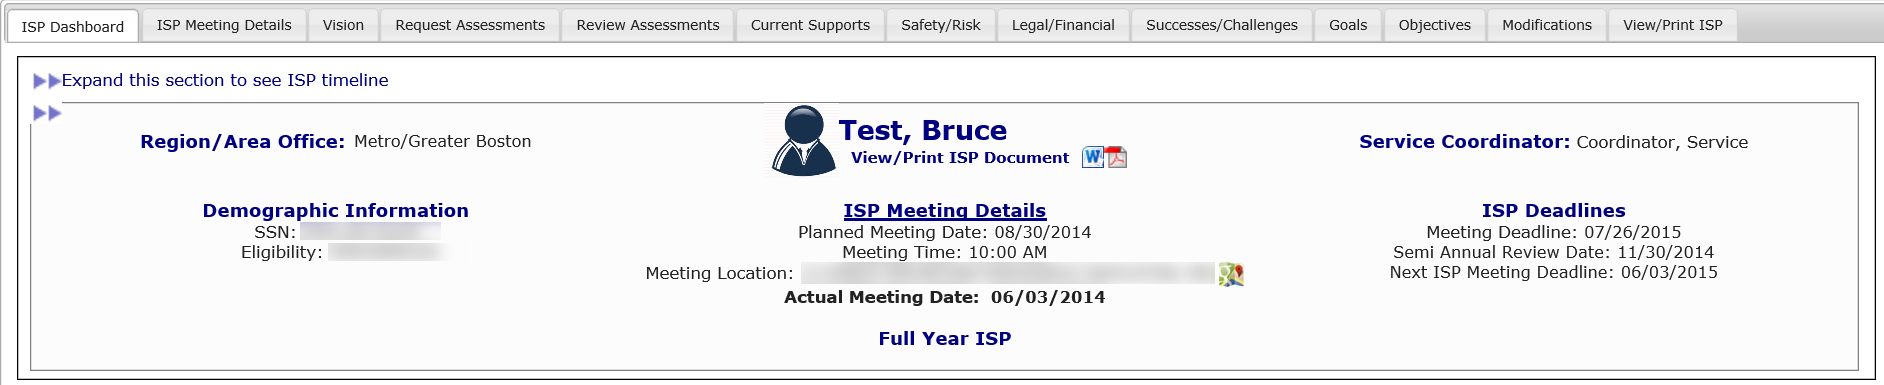 ISP Dashboard ISP Meeting Details Vision Request Assessments Review Assessments Current Supports Safety/Risk Legal/Financial Successes/Challenges Goals Objectives Modifications View/Print ISP
Expand this section to see ISP timeline
Region/Area Office: Metro/Greater Boston
Test, Bruce
View/Print ISP Document
Service Coordinator: Coordinator, Service
Demographic Information
SSN:
Eligibility:
ISP Meeting Details
Planned Meeting Date: 08/30/2014
Meeting Time: 10:00 AM
Meeting Location:
Actual Meeting Date: 06/03/2014
Full Year ISP
ISP Deadlines
Meeting Deadline: 07/26/2015
Semi Annual Review Date: 11/30/2014
Next ISP Meeting Deadline: 06/03/2015